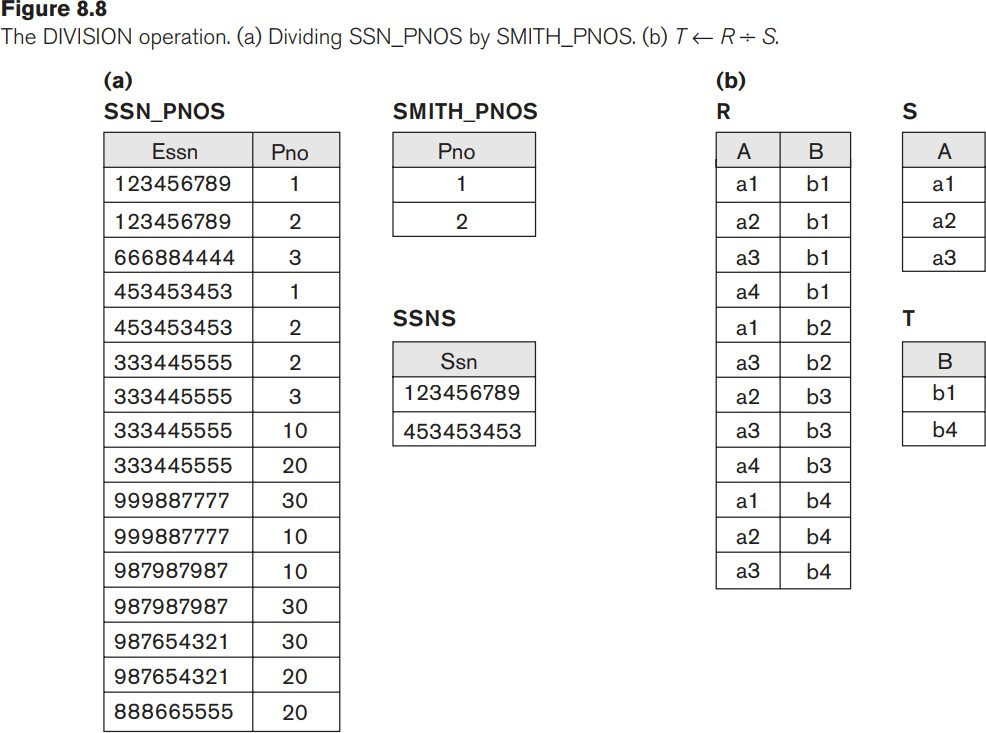 Figure 8.8
The DIVISION operation. (a) Dividing SSN_PNOS by SMITH_PNOS. (b) T ← R ÷ S.
(a)
SSN_PNOS
Essn Pno
123456789 1
123456789 2
666884444 3
453453453 1
453453453 2
333445555 2
333445555 3
333445555 10
333445555 20
999887777 30
999887777 10
987987987 10
987987987 30
987654321 30
987654321 20
888665555 20
SMITH_PNOS
Pno
1
2
SSNS
Ssn
123456789
453453453
(b)
R
A B
a1 b1
a2 b1
a3 b1
a4 b1
a1 b2
a3 b2
a2 b3
a3 b3
a4 b3
a1 b4
a2 b4
a3 b4
S
A
a1
a2
a3
T
B
b1
b4